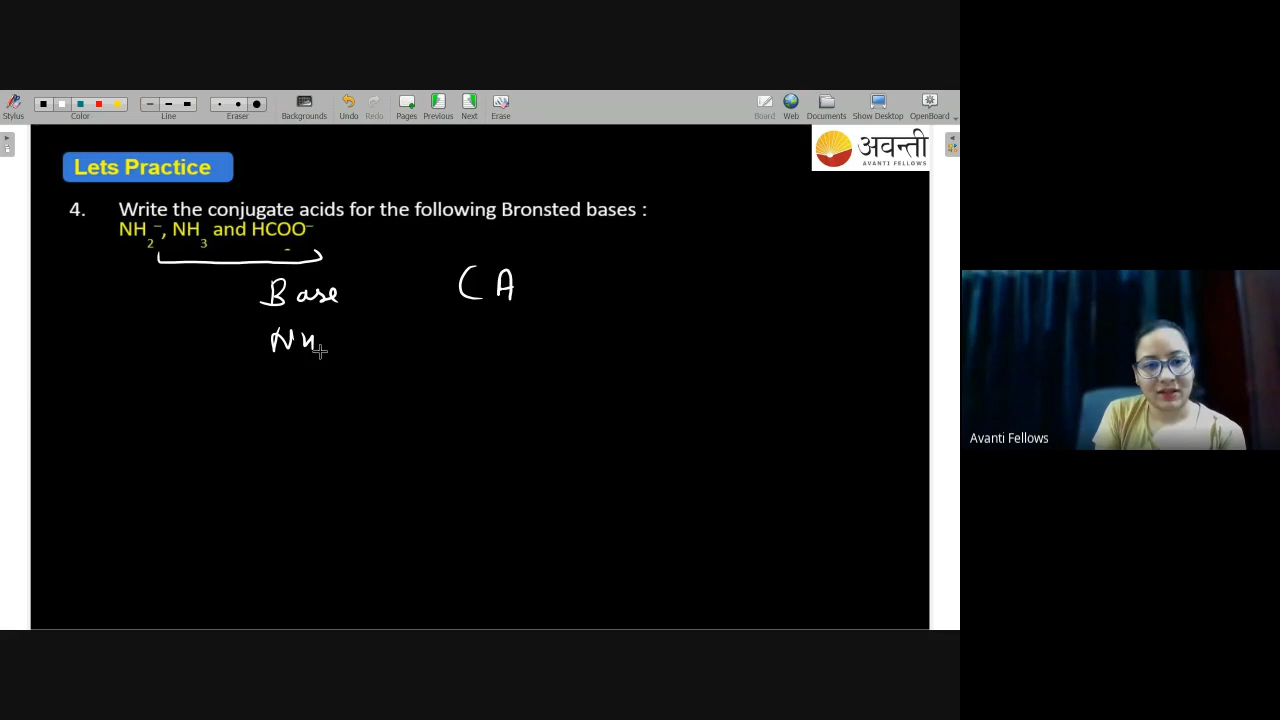 Stylus Color Line Eraser Backgrounds Undo Redo Pages Previous Next Erase Board Web Documents Show Desktop OpenBoard
अवन्ती
AVANTI FELLOWS
Lets Practice
4. Write the conjugate acids for the following Bronsted bases :
NH₂⁻, NH₃ and HCOO⁻
Base CA
NH
Avanti Fellows